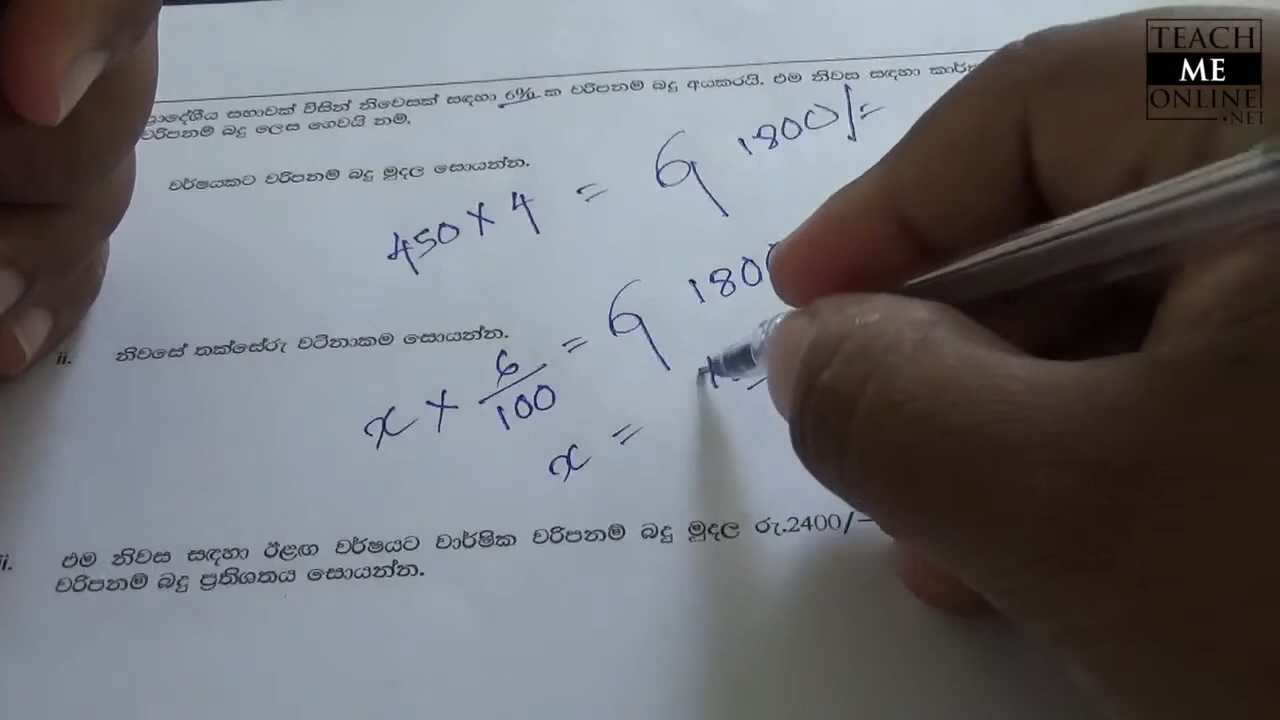 TEACH
ME
ONLINE
.NET
ප්‍රාදේශීය සභාවක් විසින් නිවෙසක් සඳහා 6% ක වරිපනම් බදු අයකරයි. එම නිවස සඳහා
වරිපනම් බදු ලෙස ගෙවයි නම්,
වර්ෂයකට වරිපනම් බදු මුදල සොයන්න.
450 × 4 = රු 1800/=
ii. නිවසේ තක්සේරු වටිනාකම සොයන්න.
x × 6/100 = රු 1800
x =
එම නිවස සඳහා ඊළඟ වර්ෂයට වාර්ෂික වරිපනම් බදු මුදල රු.2400/–
වරිපනම් බදු ප්‍රතිශතය සොයන්න.